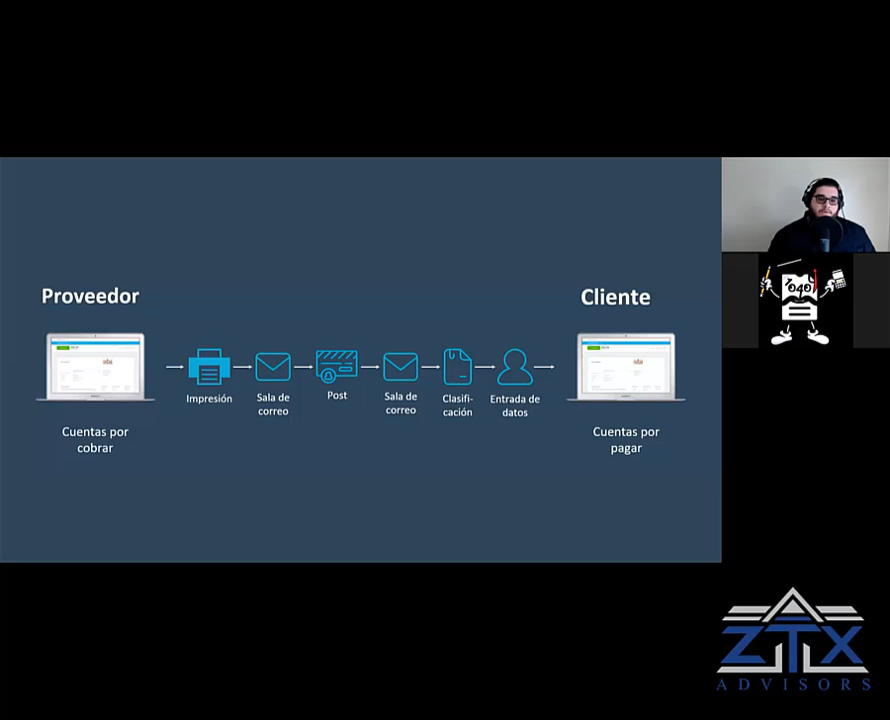 Proveedor
Cliente
Impresión
Sala de
correo
Post
Sala de
correo
Clasifi-
cación
Entrada de
datos
Cuentas por
cobrar
Cuentas por
pagar
1040
ZTX
ADVISORS